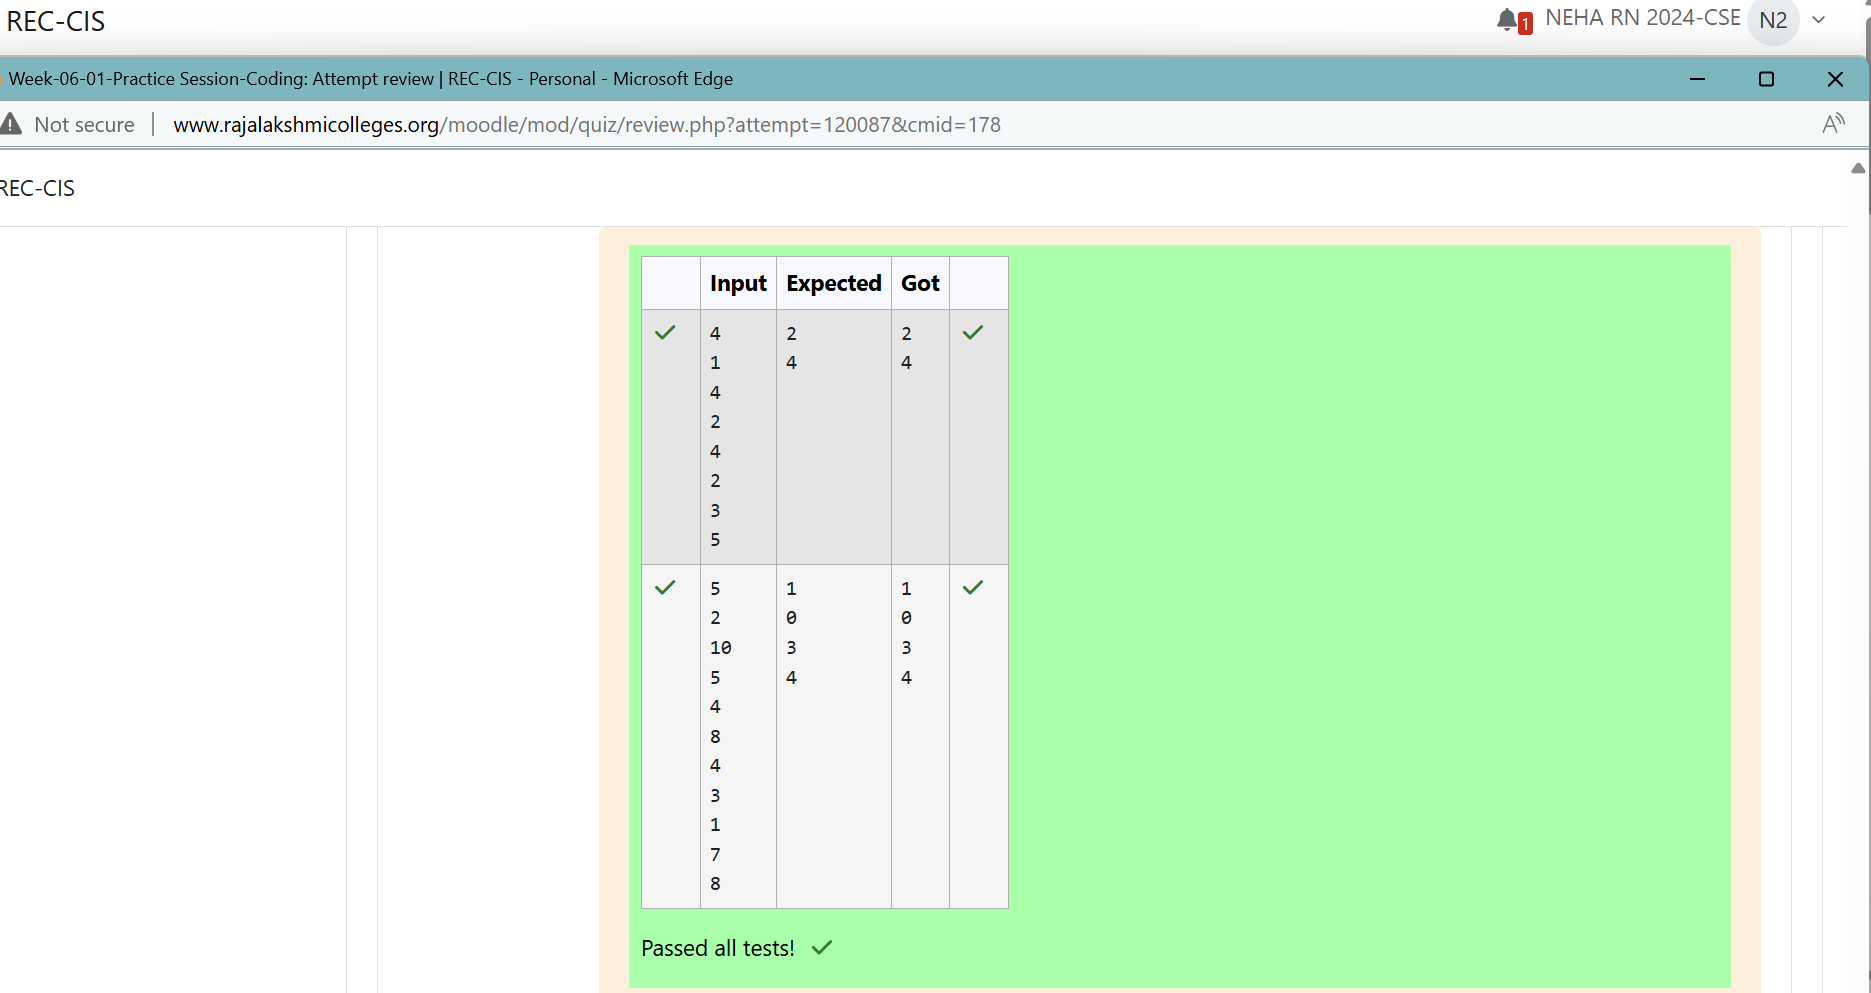 REC-CIS
1
NEHA RN 2024-CSE
N2
Week-06-01-Practice Session-Coding: Attempt review | REC-CIS - Personal - Microsoft Edge
Not secure
www.rajalakshmicolleges.org/moodle/mod/quiz/review.php?attempt=120087&cmid=178
A
REC-CIS
Input Expected Got
4 2 2
1 4 4
4
2
4
2
3
5
5 1 1
2 0 0
10 3 3
5 4 4
4
8
4
3
1
7
8
Passed all tests!